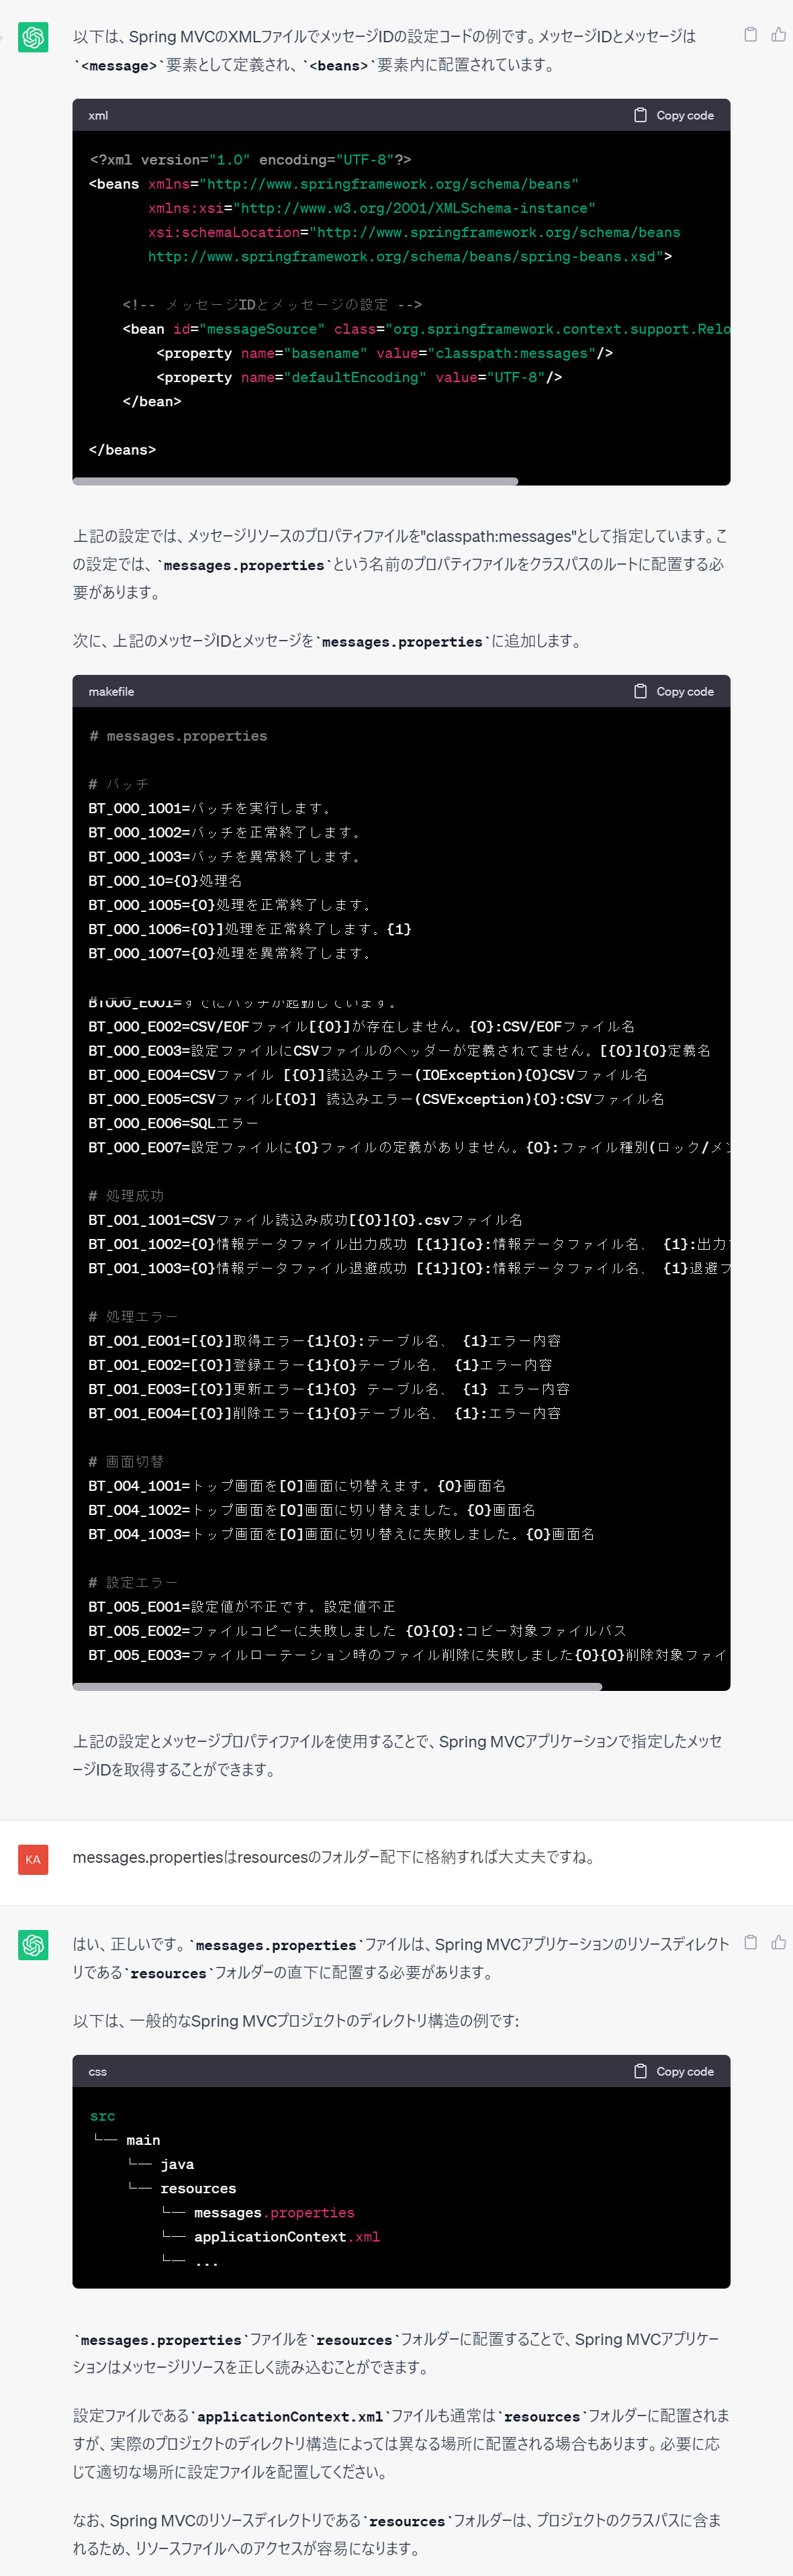 以下は、Spring MVCのXMLファイルでメッセージIDの設定コードの例です。メッセージIDとメッセージは
`<message>`要素として定義され、`<beans>`要素内に配置されています。
xml
Copy code
<?xml version="1.0" encoding="UTF-8"?>
<beans xmlns="http://www.springframework.org/schema/beans"
xmlns:xsi="http://www.w3.org/2001/XMLSchema-instance"
xsi:schemaLocation="http://www.springframework.org/schema/beans
http://www.springframework.org/schema/beans/spring-beans.xsd">
<!-- メッセージIDとメッセージの設定 -->
<bean id="messageSource" class="org.springframework.context.support.Relo
<property name="basename" value="classpath:messages"/>
<property name="defaultEncoding" value="UTF-8"/>
</bean>
</beans>
上記の設定では、メッセージリソースのプロパティファイルを"classpath:messages"として指定しています。こ
の設定では、`messages.properties`という名前のプロパティファイルをクラスパスのルートに配置する必
要があります。
次に、上記のメッセージIDとメッセージを`messages.properties`に追加します。
makefile
Copy code
# messages.properties
# バッチ
BT_000_1001=バッチを実行します。
BT_000_1002=バッチを正常終了します。
BT_000_1003=バッチを異常終了します。
BT_000_10={0}処理名
BT_000_1005={0}処理を正常終了します。
BT_000_1006={0}]処理を正常終了します。{1}
BT_000_1007={0}処理を異常終了します。
BT000_E001=すでにバッチが起動しています。
BT_000_E002=CSV/EOFファイル[{0}]が存在しません。{0}:CSV/EOFファイル名
BT_000_E003=設定ファイルにCSVファイルのヘッダーが定義されてません。[{0}]{0}定義名
BT_000_E004=CSVファイル [{0}]読込みエラー(IOException){0}CSVファイル名
BT_000_E005=CSVファイル[{0}] 読込みエラー(CSVException){0}:CSVファイル名
BT_000_E006=SQLエラー
BT_000_E007=設定ファイルに{0}ファイルの定義がありません。{0}:ファイル種別(ロック/メン
# 処理成功
BT_001_1001=CSVファイル読込み成功[{0}]{0}.csvファイル名
BT_001_1002={0}情報データファイル出力成功 [{1}]{o}:情報データファイル名、 {1}:出力
BT_001_1003={0}情報データファイル退避成功 [{1}]{0}:情報データファイル名、 {1}退避フ
# 処理エラー
BT_001_E001=[{0}]取得エラー{1}{0}:テーブル名、 {1}エラー内容
BT_001_E002=[{0}]登録エラー{1}{0}テーブル名、 {1}エラー内容
BT_001_E003=[{0}]更新エラー{1}{0} テーブル名、 {1} エラー内容
BT_001_E004=[{0}]削除エラー{1}{0}テーブル名、 {1}:エラー内容
# 画面切替
BT_004_1001=トップ画面を[0]画面に切替えます。{0}画面名
BT_004_1002=トップ画面を[0]画面に切り替えました。{0}画面名
BT_004_1003=トップ画面を[0]画面に切り替えに失敗しました。{0}画面名
# 設定エラー
BT_005_E001=設定値が不正です。設定値不正
BT_005_E002=ファイルコピーに失敗しました {0}{0}:コピー対象ファイルパス
BT_005_E003=ファイルローテーション時のファイル削除に失敗しました{0}{0}削除対象ファイ
上記の設定とメッセージプロパティファイルを使用することで、Spring MVCアプリケーションで指定したメッセ
ージIDを取得することができます。
KA
messages.propertiesはresourcesのフォルダー配下に格納すれば大丈夫ですね。
はい、正しいです。`messages.properties`ファイルは、Spring MVCアプリケーションのリソースディレクト
リである`resources`フォルダーの直下に配置する必要があります。
以下は、一般的なSpring MVCプロジェクトのディレクトリ構造の例です:
css
Copy code
src
└── main
└── java
└── resources
└── messages.properties
└── applicationContext.xml
└── ...
`messages.properties`ファイルを`resources`フォルダーに配置することで、Spring MVCアプリケー
ションはメッセージリソースを正しく読み込むことができます。
設定ファイルである`applicationContext.xml`ファイルも通常は`resources`フォルダーに配置されま
すが、実際のプロジェクトのディレクトリ構造によっては異なる場所に配置される場合もあります。必要に応
じて適切な場所に設定ファイルを配置してください。
なお、Spring MVCのリソースディレクトリである`resources`フォルダーは、プロジェクトのクラスパスに含ま
れるため、リソースファイルへのアクセスが容易になります。